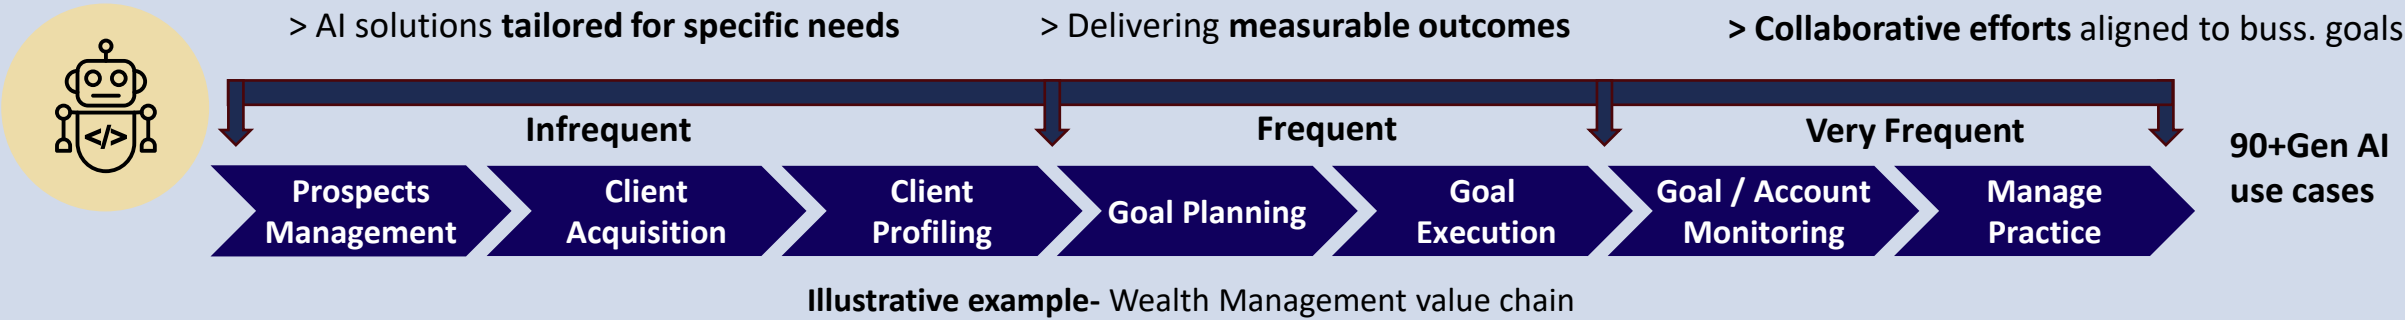 > AI solutions tailored for specific needs
> Delivering measurable outcomes
> Collaborative efforts aligned to buss. goals
</>
Infrequent
Frequent
Very Frequent
Prospects
Management
Client
Acquisition
Client
Profiling
Goal Planning
Goal
Execution
Goal / Account
Monitoring
Manage
Practice
90+Gen AI
use cases
Illustrative example- Wealth Management value chain